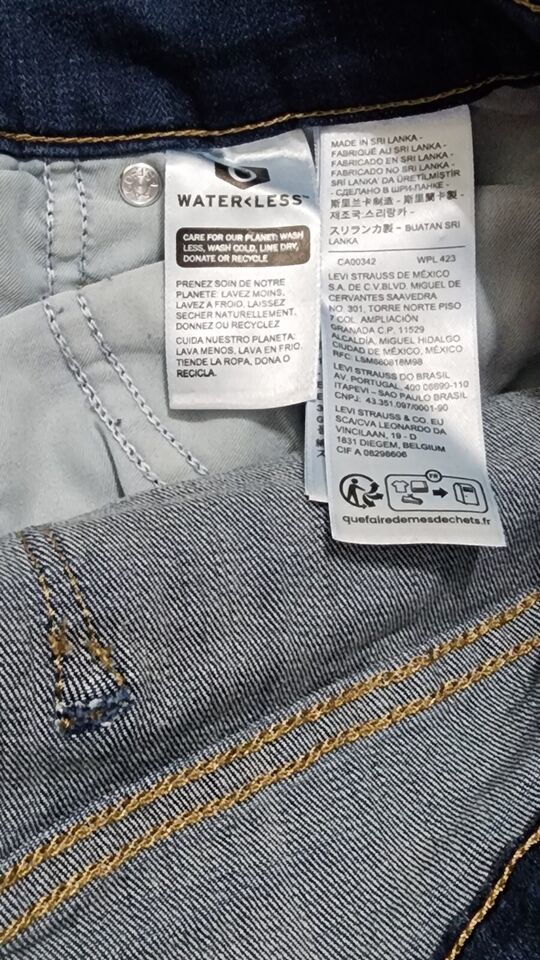 WATER<LESS™
CARE FOR OUR PLANET: WASH
LESS, WASH COLD, LINE DRY,
DONATE OR RECYCLE
PRENEZ SOIN DE NOTRE
PLANETE: LAVEZ MOINS,
LAVEZ A FROID, LAISSEZ
SECHER NATURELLEMENT,
DONNEZ OU RECYCLEZ
CUIDA NUESTRO PLANETA:
LAVA MENOS, LAVA EN FRIO,
TIENDE LA ROPA, DONA O
RECICLA.
MADE IN SRI LANKA -
FABRIQUÉ AU SRI LANKA -
FABRICADO EN SRI LANKA -
FABRICADO NO SRI LANKA -
SRİ LANKA'DA ÜRETİLMİŞTİR
- СДЕЛАНО В ШРИ-ЛАНКЕ -
斯里兰卡制造 - 斯里蘭卡製 -
제조국:스리랑카 -
スリランカ製 - BUATAN SRI
LANKA
CA00342 WPL 423
LEVI STRAUSS DE MÉXICO
S.A. DE C.V.BLVD. MIGUEL DE
CERVANTES SAAVEDRA
NO. 301, TORRE NORTE PISO
7 COL. AMPLIACIÓN
GRANADA C.P. 11529
ALCALDÍA, MIGUEL HIDALGO
CIUDAD DE MÉXICO, MÉXICO
RFC: LSM660818M98
LEVI STRAUSS DO BRASIL
AV. PORTUGAL, 400 06690-110
ITAPEVI - SAO PAULO BRASIL
CNPJ: 43.351.097/0001-90
LEVI STRAUSS & CO. EU
SCA/CVA LEONARDO DA
VINCILAAN, 19 - D
1831 DIEGEM, BELGIUM
CIF A 08298606
FR
quefairedemesdechets.fr